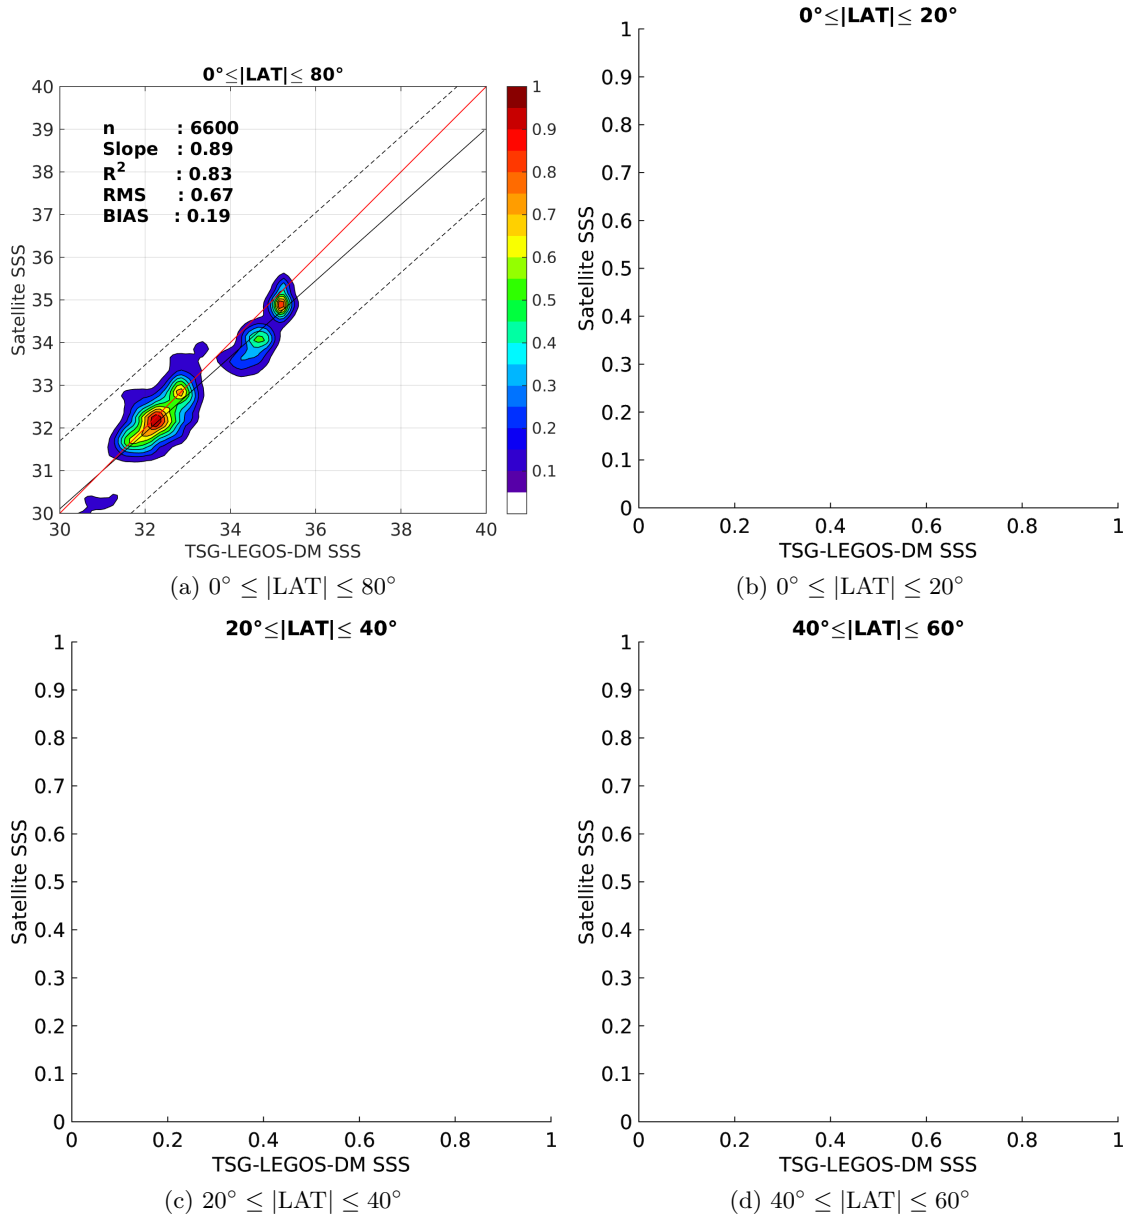 0°≤|LAT|≤ 80°
n : 6600
Slope : 0.89
R² : 0.83
RMS : 0.67
BIAS : 0.19
Satellite SSS
40
39
38
37
36
35
34
33
32
31
30
30 32 34 36 38 40
TSG-LEGOS-DM SSS
1
0.9
0.8
0.7
0.6
0.5
0.4
0.3
0.2
0.1
(a) 0° ≤ |LAT| ≤ 80°
0°≤|LAT|≤ 20°
Satellite SSS
1
0.9
0.8
0.7
0.6
0.5
0.4
0.3
0.2
0.1
0
0 0.2 0.4 0.6 0.8 1
TSG-LEGOS-DM SSS
(b) 0° ≤ |LAT| ≤ 20°
20°≤|LAT|≤ 40°
Satellite SSS
1
0.9
0.8
0.7
0.6
0.5
0.4
0.3
0.2
0.1
0
0 0.2 0.4 0.6 0.8 1
TSG-LEGOS-DM SSS
(c) 20° ≤ |LAT| ≤ 40°
40°≤|LAT|≤ 60°
Satellite SSS
1
0.9
0.8
0.7
0.6
0.5
0.4
0.3
0.2
0.1
0
0 0.2 0.4 0.6 0.8 1
TSG-LEGOS-DM SSS
(d) 40° ≤ |LAT| ≤ 60°